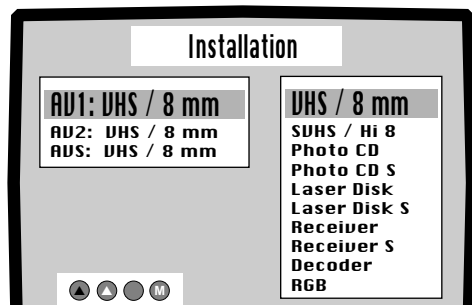 Installation
AV1: VHS / 8 mm
AV2: VHS / 8 mm
AVS: VHS / 8 mm
VHS / 8 mm
SVHS / Hi 8
Photo CD
Photo CD S
Laser Disk
Laser Disk S
Receiver
Receiver S
Decoder
RGB
M